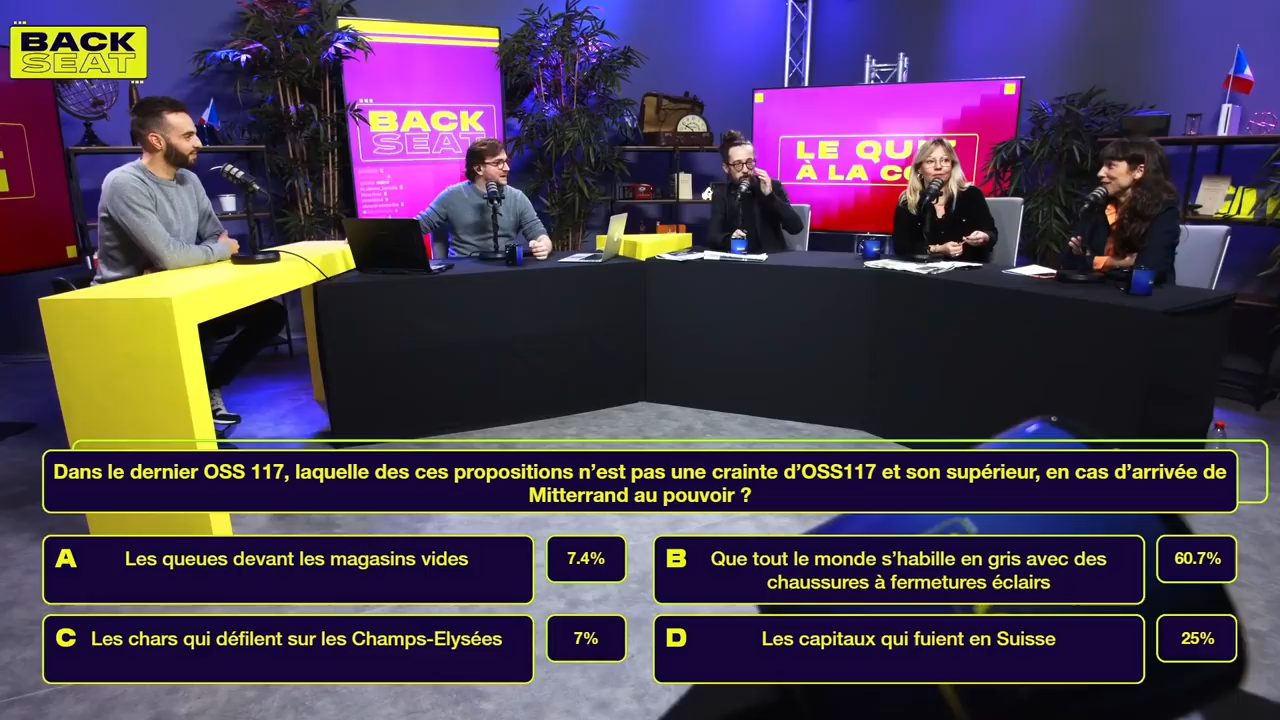 BACK
SEAT
BACK
SEAT
LE QUI
À LA CO
Dans le dernier OSS 117, laquelle des ces propositions n'est pas une crainte d'OSS117 et son supérieur, en cas d'arrivée de
Mitterrand au pouvoir ?
A Les queues devant les magasins vides 7.4%
B Que tout le monde s'habille en gris avec des
chaussures à fermetures éclairs 60.7%
C Les chars qui défilent sur les Champs-Elysées 7%
D Les capitaux qui fuient en Suisse 25%